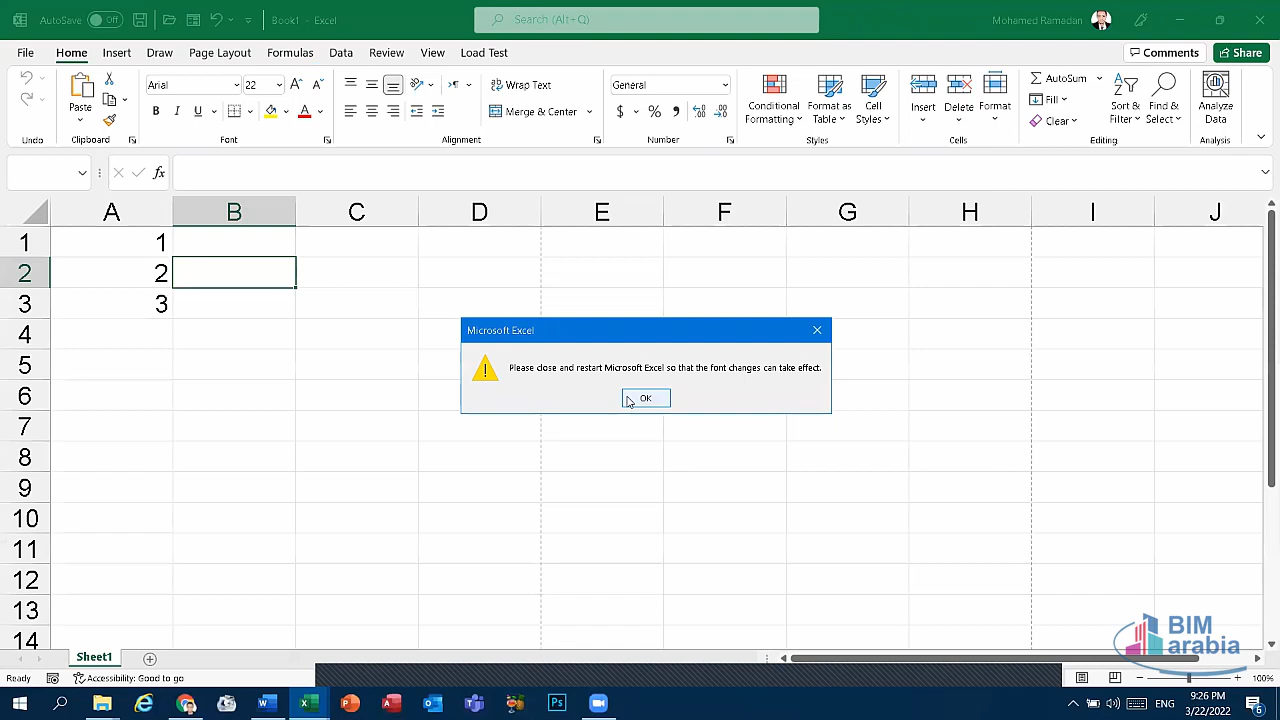 AutoSave Off Book1 - Excel Search (Alt+Q) Mohamed Ramadan
File Home Insert Draw Page Layout Formulas Data Review View Load Test Comments Share
Arial 22 Wrap Text General AutoSum
Paste B I U Merge & Center $ % Conditional Formatting Format as Table Cell Styles Insert Delete Format Fill Clear Sort & Filter Find & Select Analyze Data
Undo Clipboard Font Alignment Number Styles Cells Editing Analysis
fx
A B C D E F G H I J
1 1
2 2
3 3
4
Microsoft Excel
5
Please close and restart Microsoft Excel so that the font changes can take effect.
6
OK
7
8
9
10
11
12
13
14
BIM
arabia
Sheet1
Ready Accessibility: Good to go 100%
W X P A Ps ENG 9:26 PM
3/22/2022 6